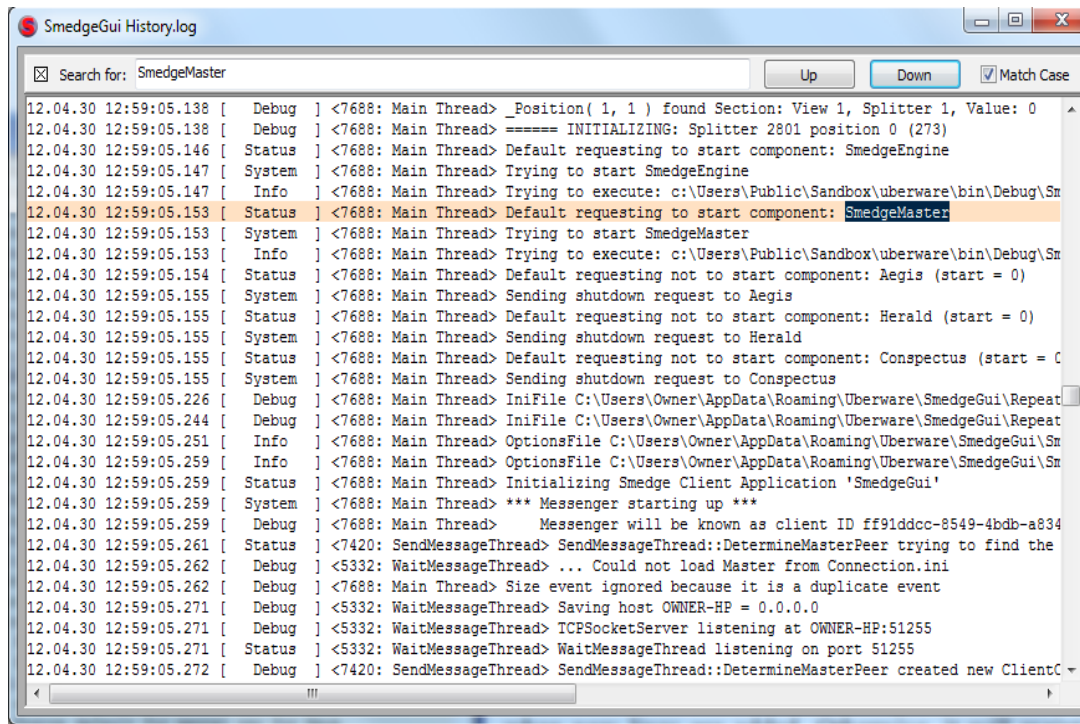 SmedgeGui History.log
Search for: SmedgeMaster Up Down Match Case
12.04.30 12:59:05.138 [ Debug ] <7688: Main Thread> _Position( 1, 1 ) found Section: View 1, Splitter 1, Value: 0
12.04.30 12:59:05.138 [ Debug ] <7688: Main Thread> ====== INITIALIZING: Splitter 2801 position 0 (273)
12.04.30 12:59:05.146 [ Status ] <7688: Main Thread> Default requesting to start component: SmedgeEngine
12.04.30 12:59:05.147 [ System ] <7688: Main Thread> Trying to start SmedgeEngine
12.04.30 12:59:05.147 [ Info ] <7688: Main Thread> Trying to execute: c:\Users\Public\Sandbox\uberware\bin\Debug\Sm
12.04.30 12:59:05.153 [ Status ] <7688: Main Thread> Default requesting to start component: SmedgeMaster
12.04.30 12:59:05.153 [ System ] <7688: Main Thread> Trying to start SmedgeMaster
12.04.30 12:59:05.153 [ Info ] <7688: Main Thread> Trying to execute: c:\Users\Public\Sandbox\uberware\bin\Debug\Sm
12.04.30 12:59:05.154 [ Status ] <7688: Main Thread> Default requesting not to start component: Aegis (start = 0)
12.04.30 12:59:05.155 [ System ] <7688: Main Thread> Sending shutdown request to Aegis
12.04.30 12:59:05.155 [ Status ] <7688: Main Thread> Default requesting not to start component: Herald (start = 0)
12.04.30 12:59:05.155 [ System ] <7688: Main Thread> Sending shutdown request to Herald
12.04.30 12:59:05.155 [ Status ] <7688: Main Thread> Default requesting not to start component: Conspectus (start = 0
12.04.30 12:59:05.155 [ System ] <7688: Main Thread> Sending shutdown request to Conspectus
12.04.30 12:59:05.226 [ Debug ] <7688: Main Thread> IniFile C:\Users\Owner\AppData\Roaming\Uberware\SmedgeGui\Repeat
12.04.30 12:59:05.244 [ Debug ] <7688: Main Thread> IniFile C:\Users\Owner\AppData\Roaming\Uberware\SmedgeGui\Repeat
12.04.30 12:59:05.251 [ Info ] <7688: Main Thread> OptionsFile C:\Users\Owner\AppData\Roaming\Uberware\SmedgeGui\Sm
12.04.30 12:59:05.259 [ Info ] <7688: Main Thread> OptionsFile C:\Users\Owner\AppData\Roaming\Uberware\SmedgeGui\Sm
12.04.30 12:59:05.259 [ Status ] <7688: Main Thread> Initializing Smedge Client Application 'SmedgeGui'
12.04.30 12:59:05.259 [ System ] <7688: Main Thread> *** Messenger starting up ***
12.04.30 12:59:05.259 [ Debug ] <7688: Main Thread> Messenger will be known as client ID ff91ddcc-8549-4bdb-a834
12.04.30 12:59:05.261 [ Status ] <7420: SendMessageThread> SendMessageThread::DetermineMasterPeer trying to find the
12.04.30 12:59:05.262 [ Debug ] <5332: WaitMessageThread> ... Could not load Master from Connection.ini
12.04.30 12:59:05.262 [ Debug ] <7688: Main Thread> Size event ignored because it is a duplicate event
12.04.30 12:59:05.271 [ Debug ] <5332: WaitMessageThread> Saving host OWNER-HP = 0.0.0.0
12.04.30 12:59:05.271 [ Debug ] <5332: WaitMessageThread> TCPSocketServer listening at OWNER-HP:51255
12.04.30 12:59:05.271 [ Status ] <5332: WaitMessageThread> WaitMessageThread listening on port 51255
12.04.30 12:59:05.272 [ Debug ] <7420: SendMessageThread> SendMessageThread::DetermineMasterPeer created new ClientC